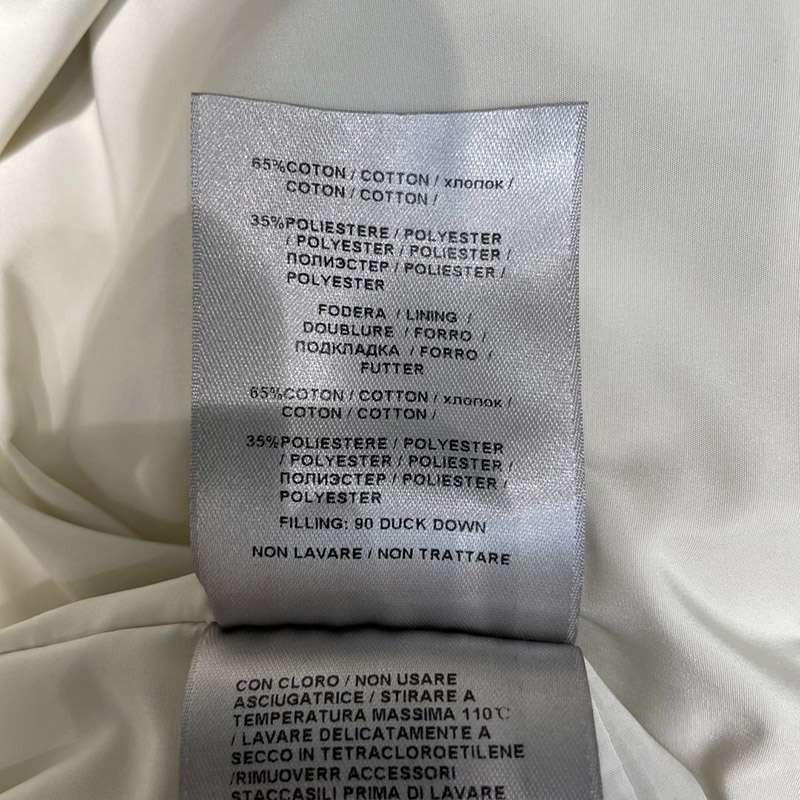 65%COTON / COTTON / хлопок /
COTON / COTTON /
35%POLIESTERE / POLYESTER
/ POLYESTER / POLIESTER /
ПОЛИЭСТЕР / POLIESTER /
POLYESTER
FODERA / LINING /
DOUBLURE / FORRO /
ПОДКЛАДКА / FORRO /
FUTTER
65%COTON / COTTON / хлопок /
COTON / COTTON /
35%POLIESTERE / POLYESTER
/ POLYESTER / POLIESTER /
ПОЛИЭСТЕР / POLIESTER /
POLYESTER
FILLING: 90 DUCK DOWN
NON LAVARE / NON TRATTARE
CON CLORO / NON USARE
ASCIUGATRICE / STIRARE A
TEMPERATURA MASSIMA 110℃
/ LAVARE DELICATAMENTE A
SECCO IN TETRACLOROETILENE
/RIMUOVERR ACCESSORI
STACCASILI PRIMA DI LAVARE